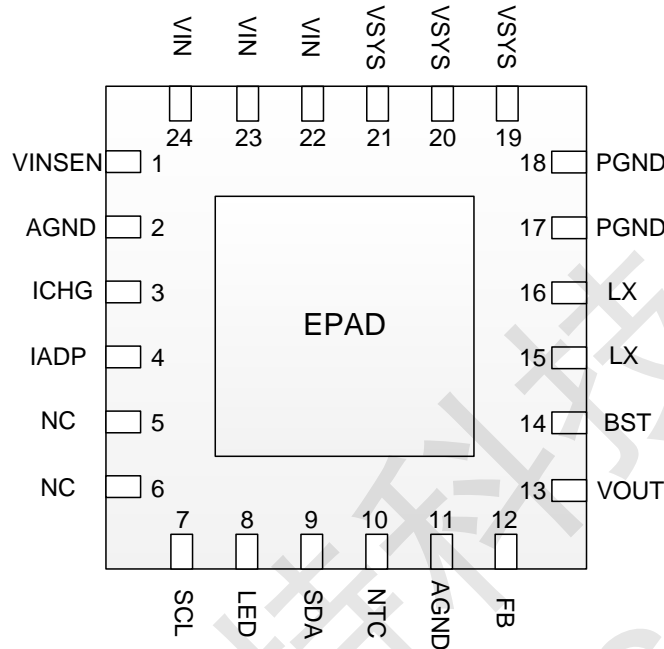 VIN VIN VIN VSYS VSYS VSYS
24 23 22 21 20 19
VINSEN 1 18 PGND
AGND 2 17 PGND
ICHG 3 16 LX
EPAD
IADP 4 15 LX
NC 5 14 BST
NC 6 13 VOUT
7 8 9 10 11 12
SCL LED SDA NTC AGND FB
科技